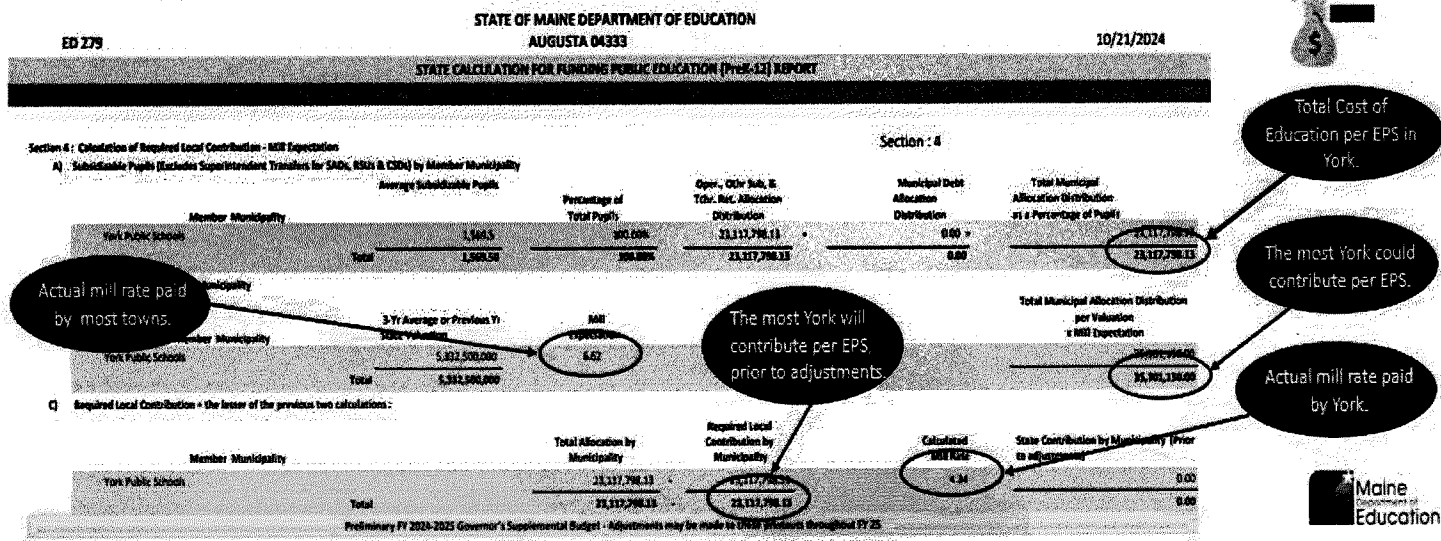 STATE OF MAINE DEPARTMENT OF EDUCATION
ED 279
AUGUSTA 04333
10/21/2024
$
STATE CALCULATION FOR FUNDING PUBLIC EDUCATION (PreK-12) REPORT
Total Cost of
Education per EPS in
York.
Section : 4
Section 4 : Calculation of Required Local Contribution - Mill Expectation
A) Subsidizable Pupils (Excludes Superintendent Transfers for SADs, RSUs & CSDs) by Member Municipality
Member Municipality
Average Subsidizable Pupils
Percentage of
Total Pupils
Oper., Othr Sub, &
Tchr. Ret. Allocation
Distribution
Municipal Debt
Allocation
Distribution
Total Municipal
Allocation Distribution
as a Percentage of Pupils
York Public Schools 100.00% 23,117,798.13 0.00 =
Total 100.00% 23,117,798.13 0.00 23,117,798.13
The most York could
contribute per EPS.
Actual mill rate paid
by most towns.
Member Municipality
3-Yr Average or Previous Yr
State Valuation
Mill
Expectation
The most York will
contribute per EPS,
prior to adjustments.
Total Municipal Allocation Distribution
per Valuation
x Mill Expectation
York Public Schools 5,332,500,000 6.62
Total 5,332,500,000
Actual mill rate paid
by York.
C) Required Local Contribution = the lesser of the previous two calculations :
Member Municipality
Total Allocation by
Municipality
Required Local
Contribution by
Municipality
Calculated
Mill Rate
State Contribution by Municipality (Prior
to adjustments)
York Public Schools 23,117,798.13 4.34 0.00
Total 23,117,798.13 23,117,798.13 0.00
Preliminary FY 2024-2025 Governor's Supplemental Budget - Adjustments may be made to these printouts throughout FY 25
Maine
Department of
Education